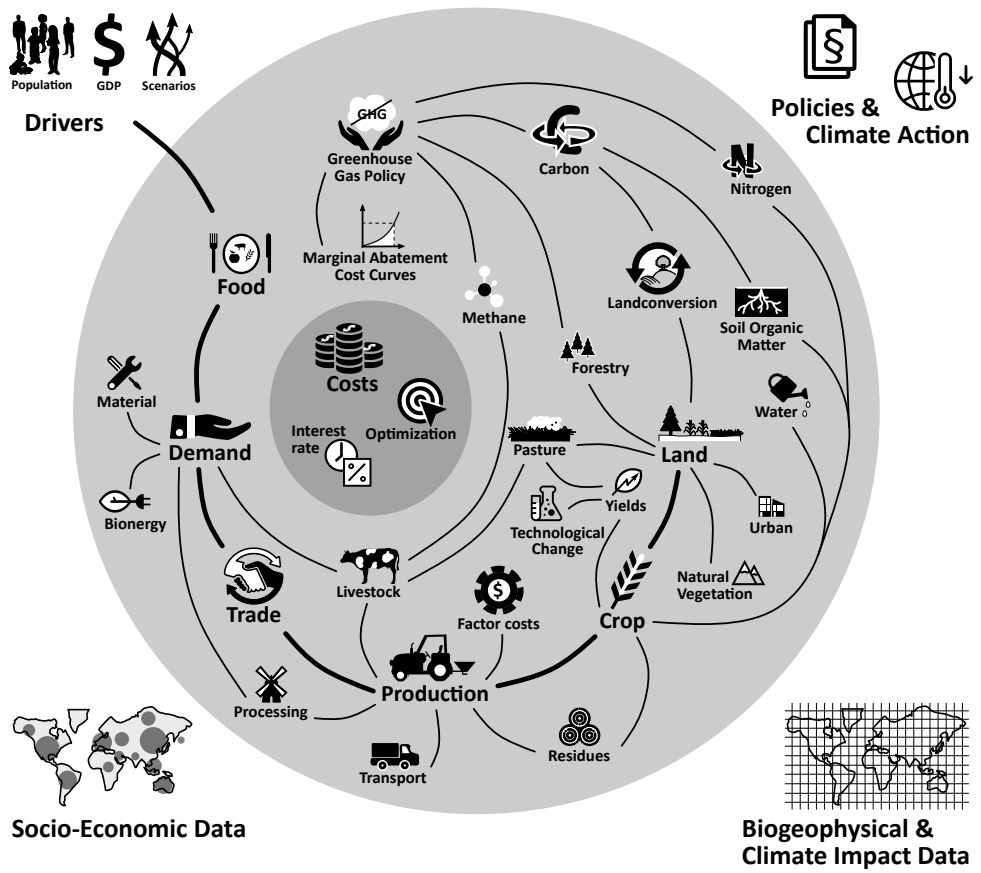 Population
GDP
Scenarios
Drivers
§
Policies &
Climate Action
GHG
Greenhouse
Gas Policy
Carbon
N
Nitrogen
Marginal Abatement
Cost Curves
Food
Methane
Landconversion
Soil Organic
Matter
Forestry
Costs
Optimization
Interest
rate
%
Material
Demand
Bionergy
Pasture
Land
Water
Yields
Technological
Change
Urban
Natural
Vegetation
Trade
Livestock
$
Factor costs
Crop
Production
Processing
Transport
Residues
Socio-Economic Data
Biogeophysical &
Climate Impact Data